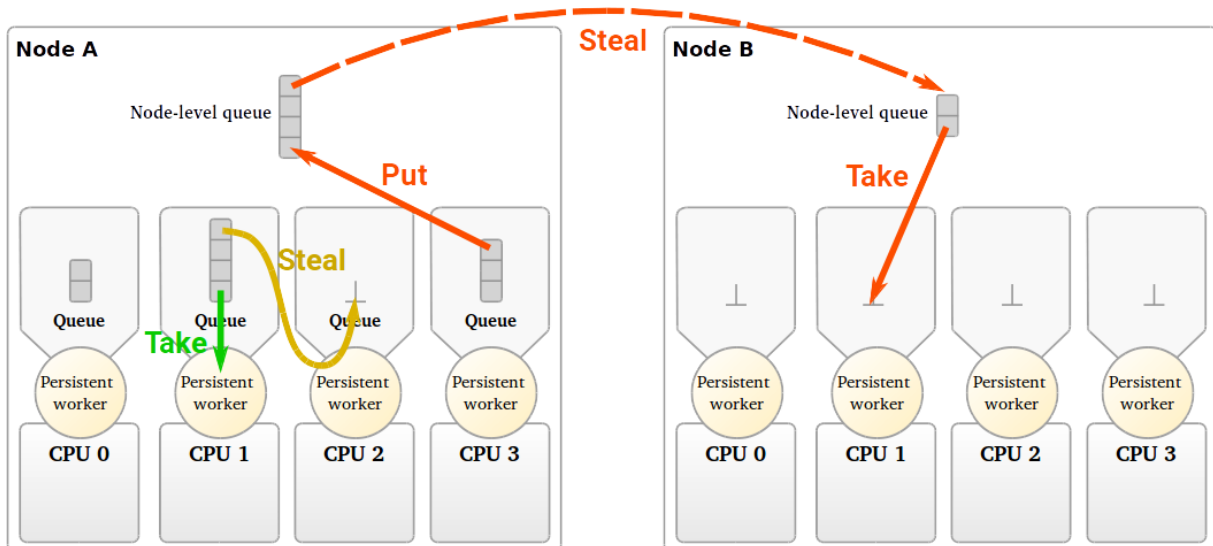 Steal
Node A
Node B
Node-level queue
Node-level queue
Put
Take
Steal
Queue
Queue
Queue
Queue
Take
Persistent
worker
Persistent
worker
Persistent
worker
Persistent
worker
Persistent
worker
Persistent
worker
Persistent
worker
Persistent
worker
CPU 0
CPU 1
CPU 2
CPU 3
CPU 0
CPU 1
CPU 2
CPU 3